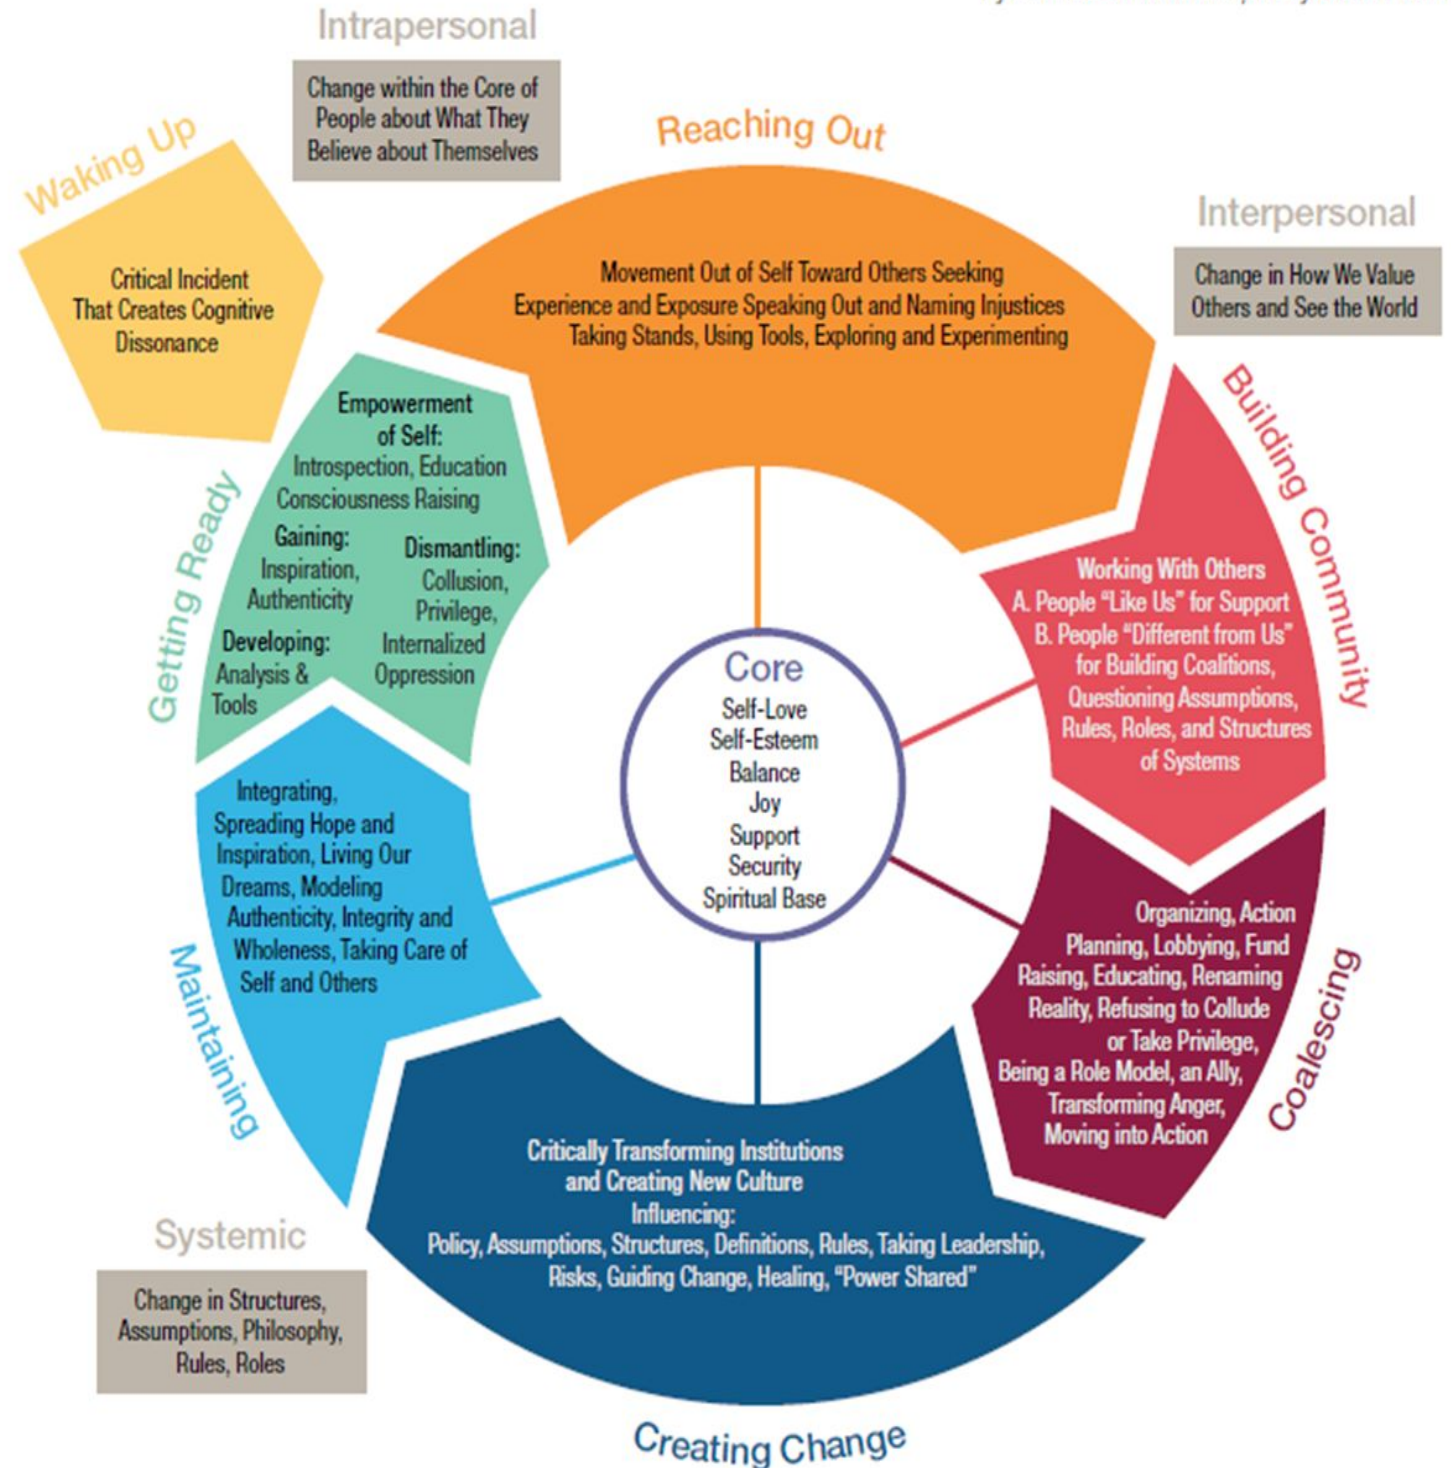 Intrapersonal
Change within the Core of
People about What They
Believe about Themselves
Waking Up
Critical Incident
That Creates Cognitive
Dissonance
Reaching Out
Movement Out of Self Toward Others Seeking
Experience and Exposure Speaking Out and Naming Injustices
Taking Stands, Using Tools, Exploring and Experimenting
Interpersonal
Change in How We Value
Others and See the World
Getting Ready
Empowerment
of Self:
Introspection, Education
Consciousness Raising
Gaining:
Inspiration,
Authenticity
Developing:
Analysis &
Tools
Dismantling:
Collusion,
Privilege,
Internalized
Oppression
Building Community
Working With Others
A. People “Like Us” for Support
B. People “Different from Us”
for Building Coalitions,
Questioning Assumptions,
Rules, Roles, and Structures
of Systems
Core
Self-Love
Self-Esteem
Balance
Joy
Support
Security
Spiritual Base
Maintaining
Integrating,
Spreading Hope and
Inspiration, Living Our
Dreams, Modeling
Authenticity, Integrity and
Wholeness, Taking Care of
Self and Others
Coalescing
Organizing, Action
Planning, Lobbying, Fund
Raising, Educating, Renaming
Reality, Refusing to Collude
or Take Privilege,
Being a Role Model, an Ally,
Transforming Anger,
Moving into Action
Critically Transforming Institutions
and Creating New Culture
Influencing:
Policy, Assumptions, Structures, Definitions, Rules, Taking Leadership,
Risks, Guiding Change, Healing, “Power Shared”
Creating Change
Systemic
Change in Structures,
Assumptions, Philosophy,
Rules, Roles